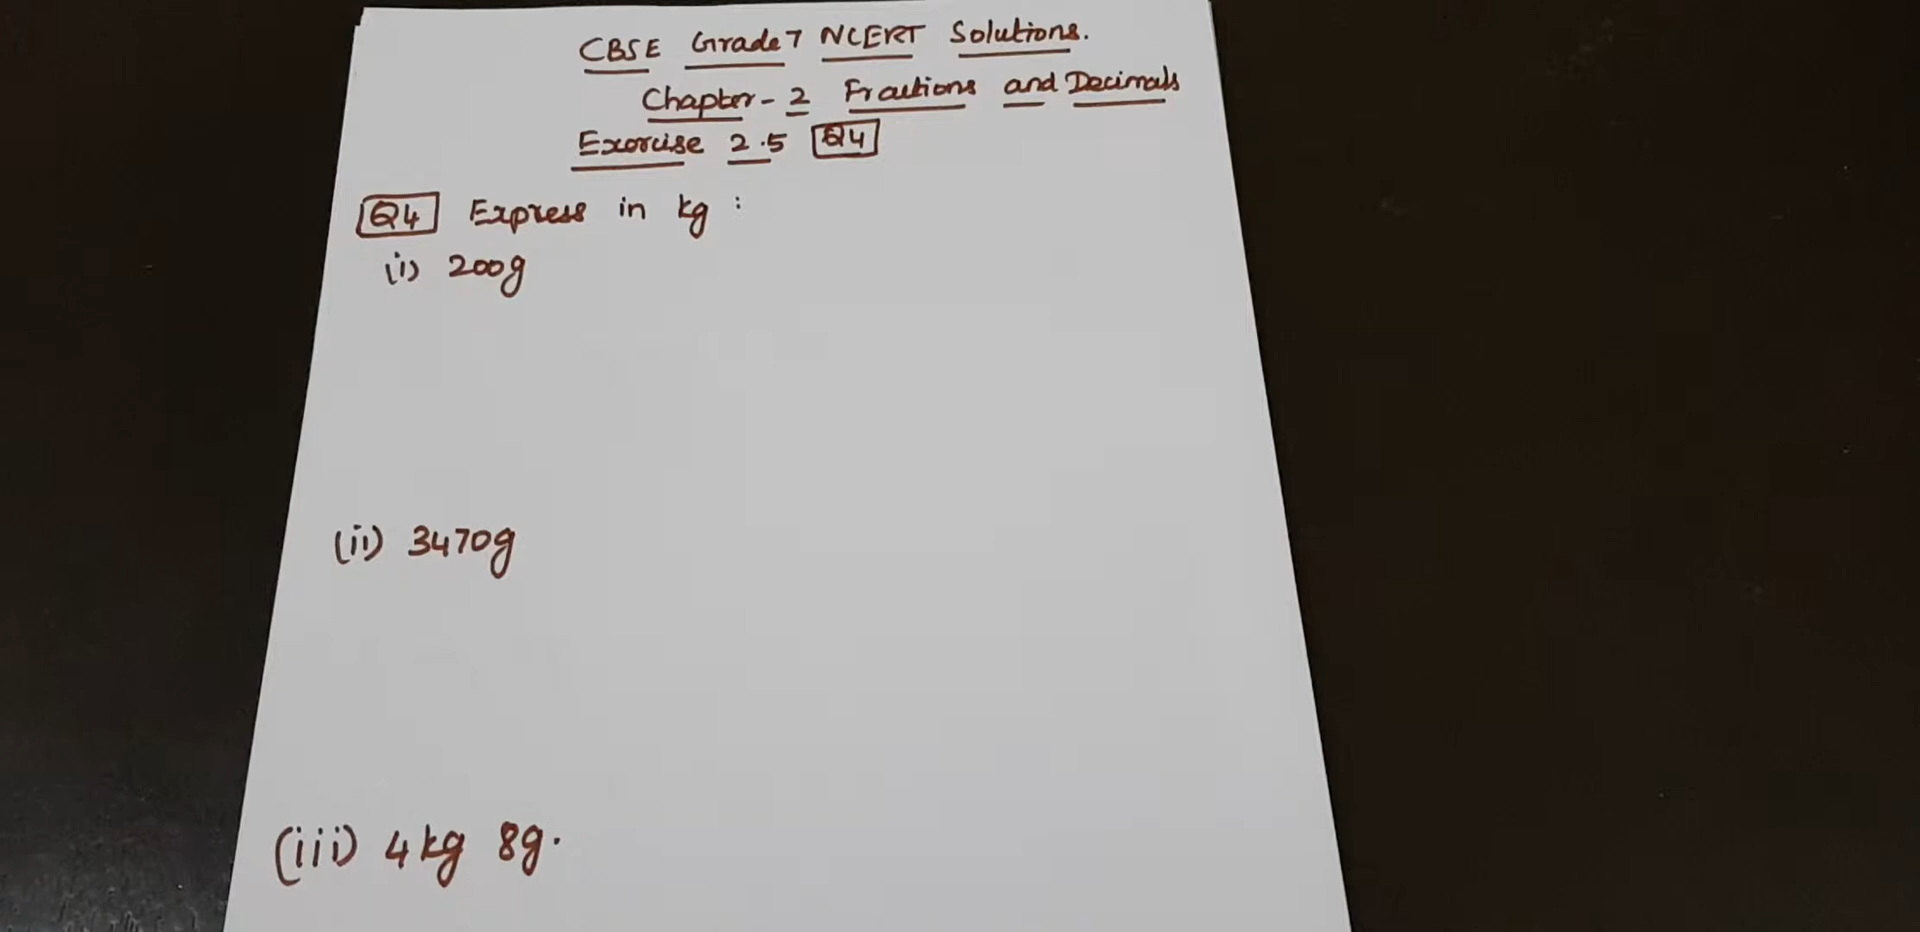 CBSE Grade 7 NCERT Solutions.
Chapter - 2 Fractions and Decimals
Exercise 2.5 Q4
Q4 Express in kg :
(i) 200g
(ii) 3470g
(iii) 4kg 8g.